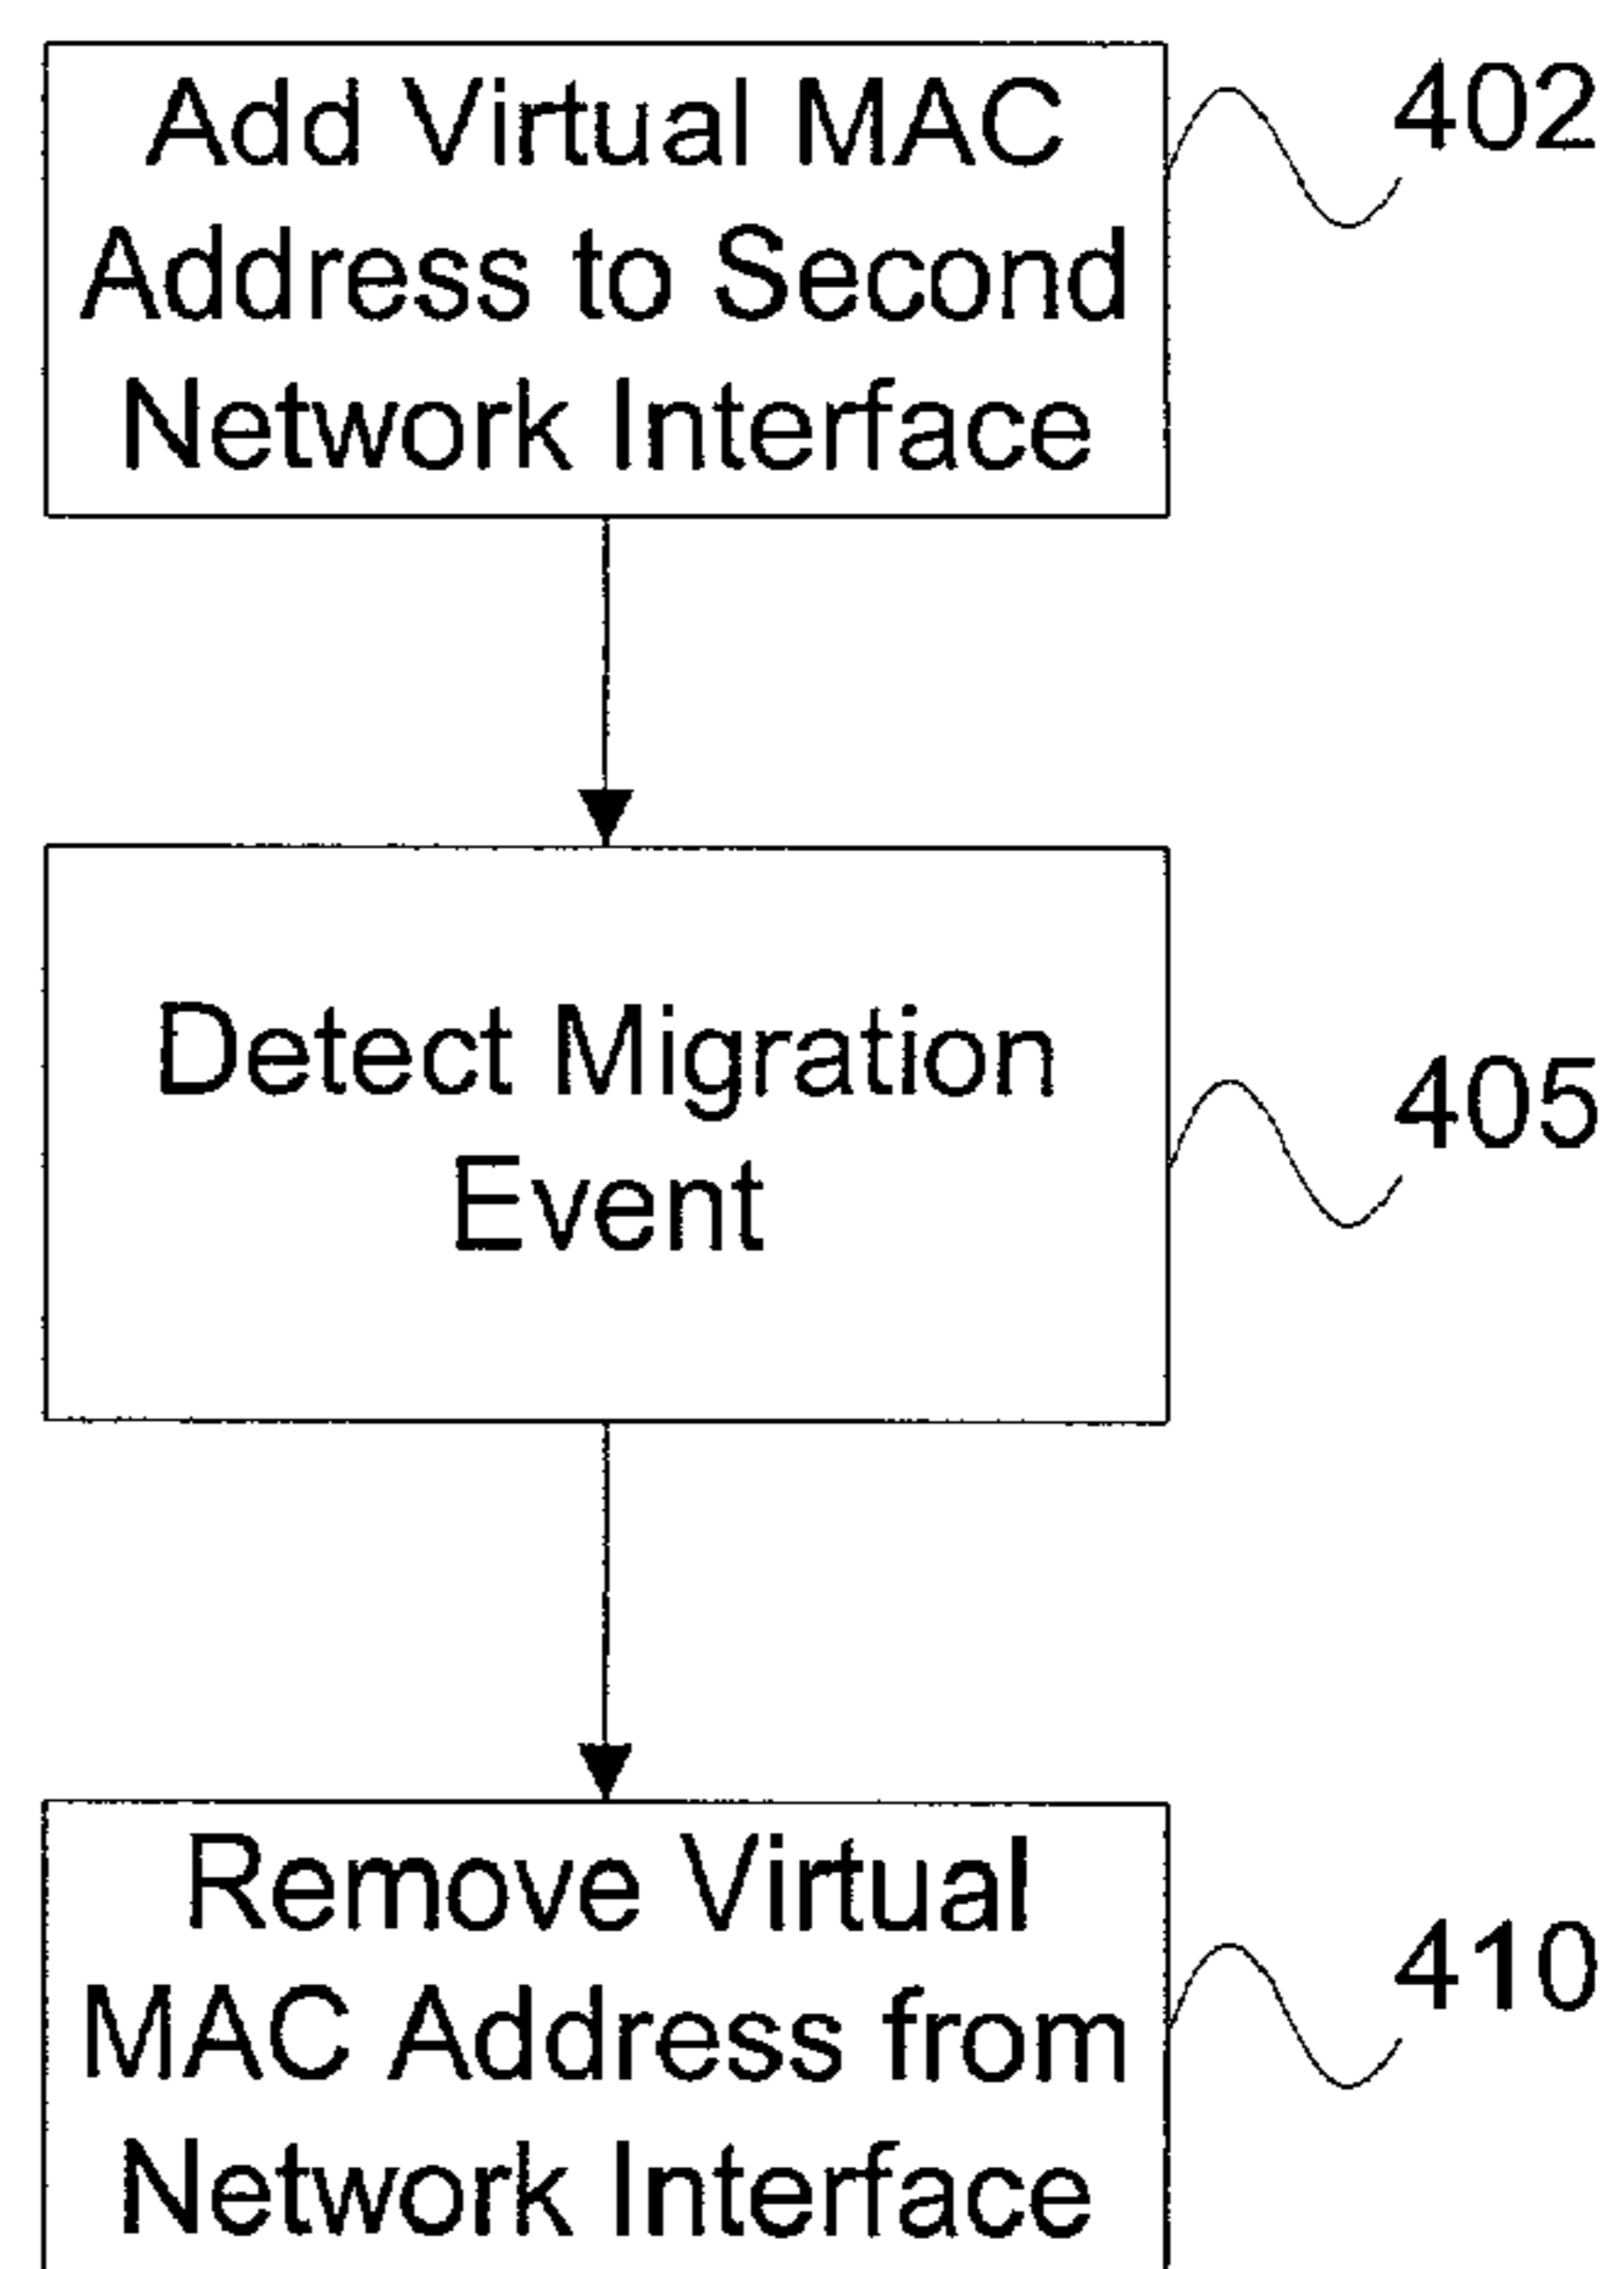 Add Virtual MAC
Address to Second
Network Interface
402
Detect Migration
Event
405
Remove Virtual
MAC Address from
Network Interface
410